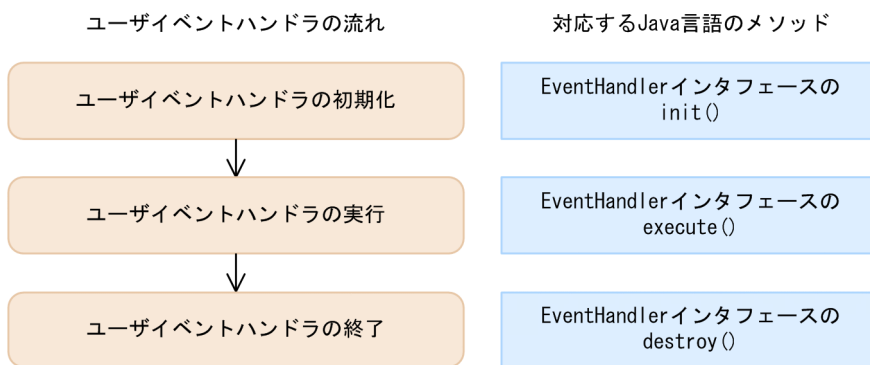 ユーザイベントハンドラの流れ
対応するJava言語のメソッド
ユーザイベントハンドラの初期化
EventHandlerインタフェースの
init()
ユーザイベントハンドラの実行
EventHandlerインタフェースの
execute()
ユーザイベントハンドラの終了
EventHandlerインタフェースの
destroy()